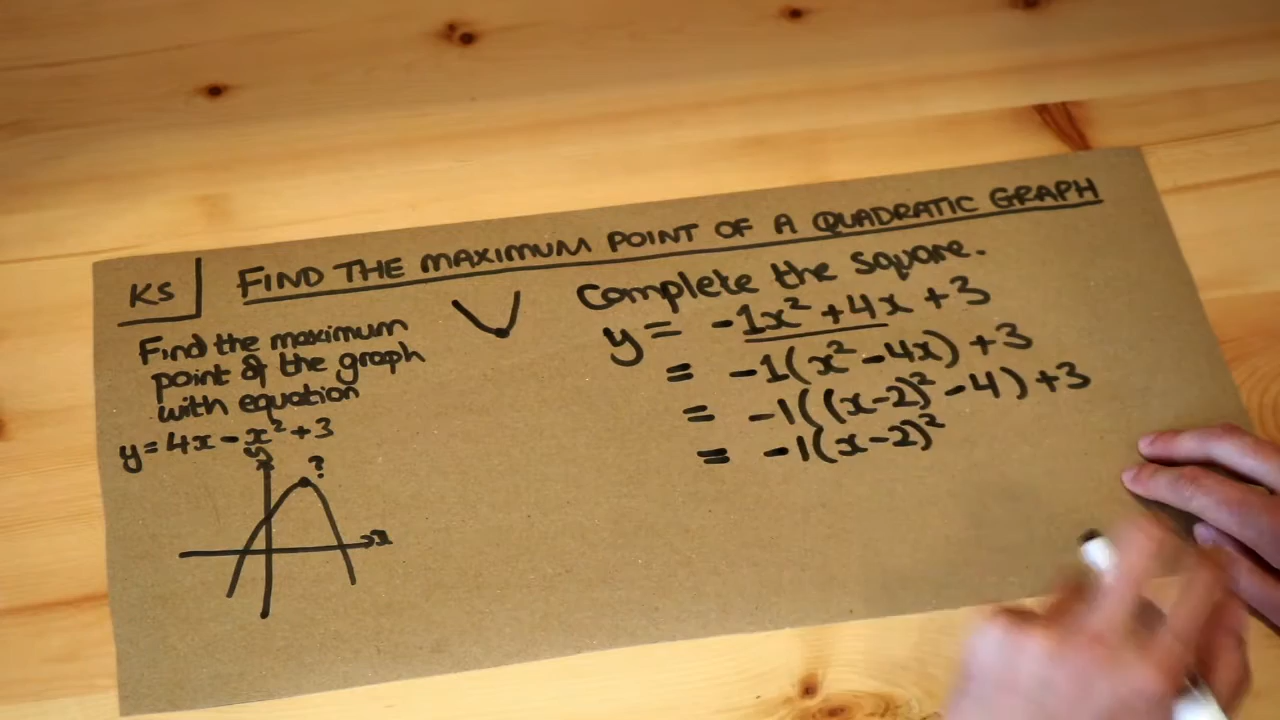 KS
FIND THE MAXIMUM POINT OF A QUADRATIC GRAPH
Find the maximum
point of the graph
with equation
y = 4x - x² + 3
y
?
x
Complete the square.
y = -1x² + 4x + 3
= -1(x² - 4x) + 3
= -1((x-2)² - 4) + 3
= -1(x-2)²